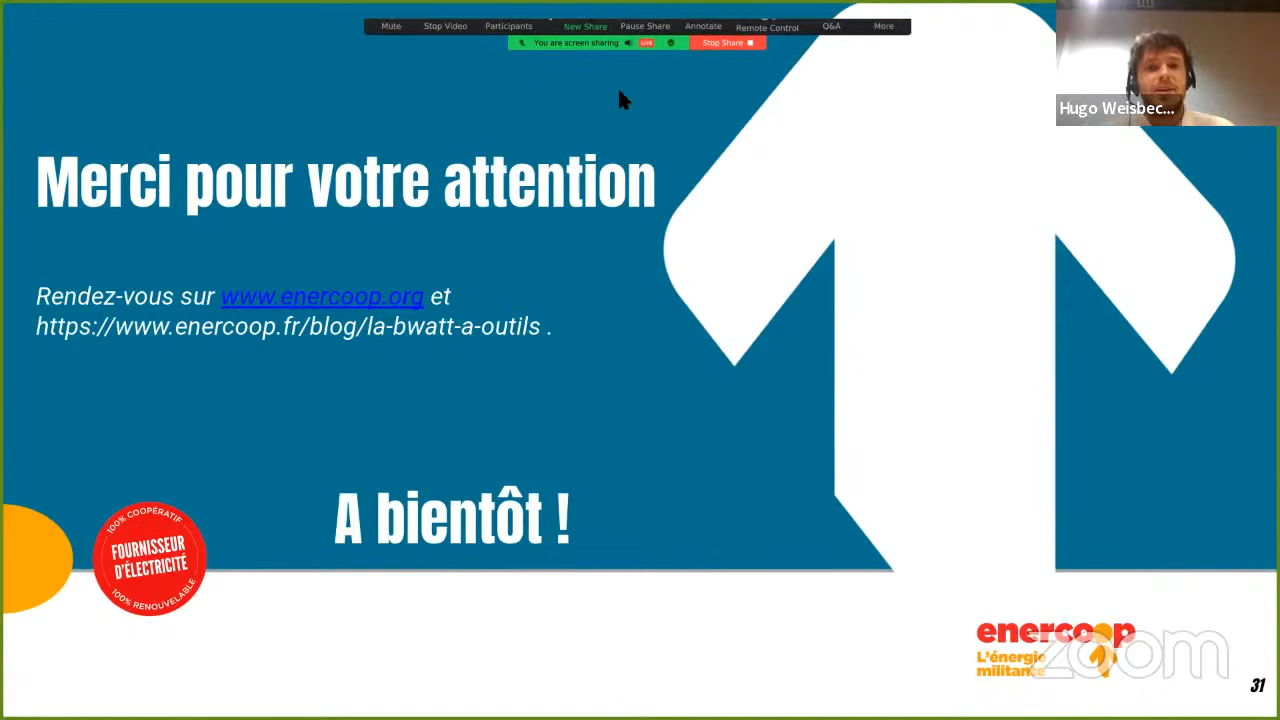 Mute Stop Video Participants New Share Pause Share Annotate Remote Control Q&A More
You are screen sharing LIVE Stop Share
Hugo Weisbec...
Merci pour votre attention
Rendez-vous sur www.enercoop.org et
https://www.enercoop.fr/blog/la-bwatt-a-outils .
A bientôt !
100% COOPÉRATIF
FOURNISSEUR
D'ÉLECTRICITÉ
100% RENOUVELABLE
enercoop
L'énergie
militante
zoom
31